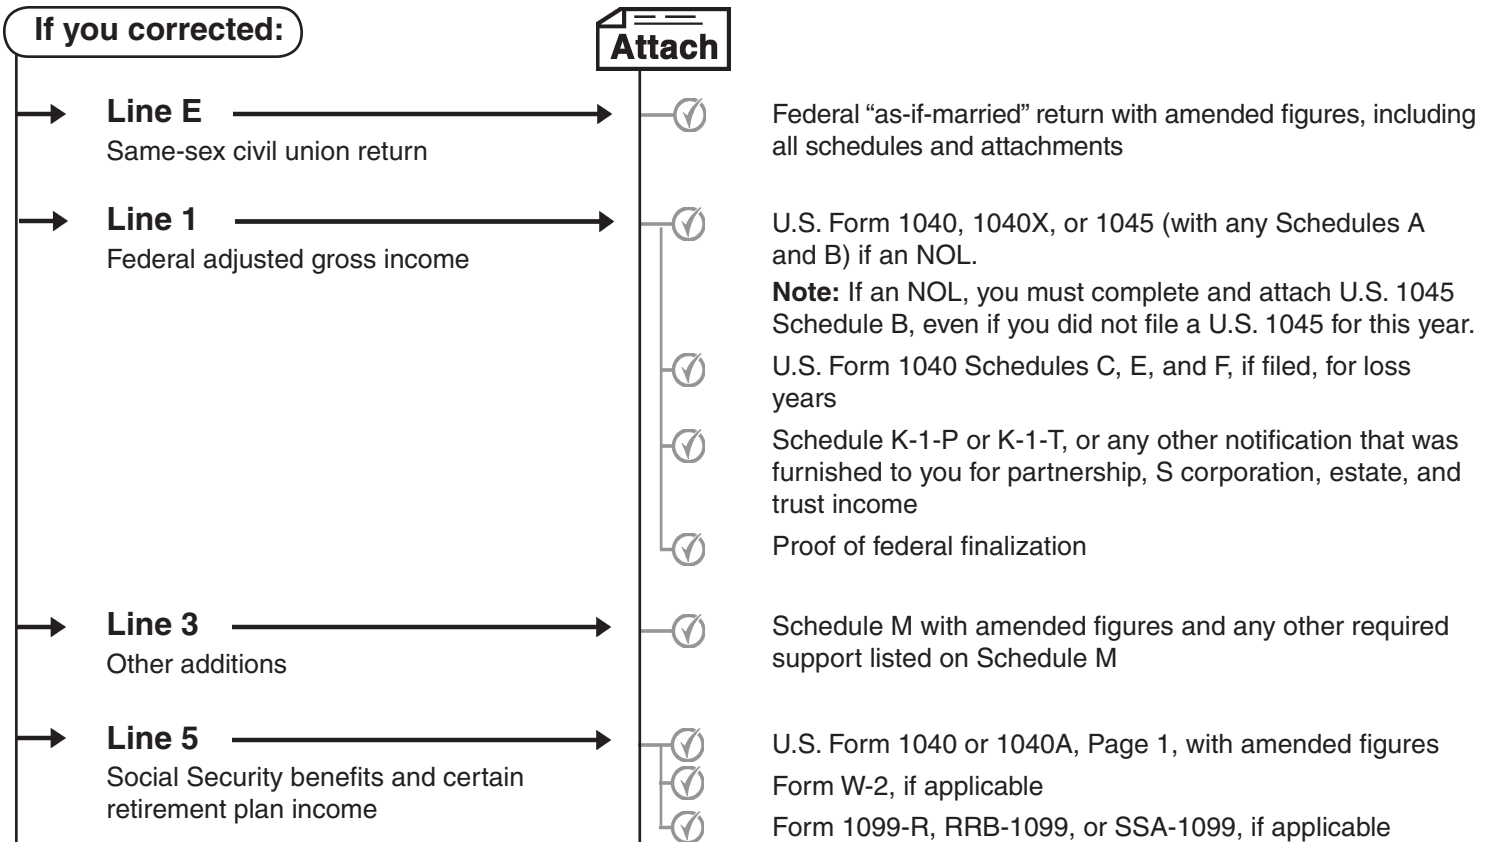 If you corrected:
Attach
Line E
Same-sex civil union return
Federal “as-if-married” return with amended figures, including
all schedules and attachments
Line 1
Federal adjusted gross income
U.S. Form 1040, 1040X, or 1045 (with any Schedules A
and B) if an NOL.
Note: If an NOL, you must complete and attach U.S. 1045
Schedule B, even if you did not file a U.S. 1045 for this year.
U.S. Form 1040 Schedules C, E, and F, if filed, for loss
years
Schedule K-1-P or K-1-T, or any other notification that was
furnished to you for partnership, S corporation, estate, and
trust income
Proof of federal finalization
Line 3
Other additions
Schedule M with amended figures and any other required
support listed on Schedule M
Line 5
Social Security benefits and certain
retirement plan income
U.S. Form 1040 or 1040A, Page 1, with amended figures
Form W-2, if applicable
Form 1099-R, RRB-1099, or SSA-1099, if applicable